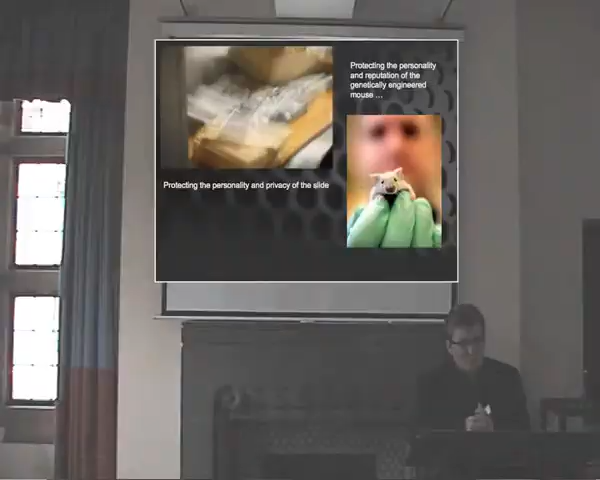 Protecting the personality
and reputation of the
genetically engineered
mouse ...
Protecting the personality and privacy of the slide